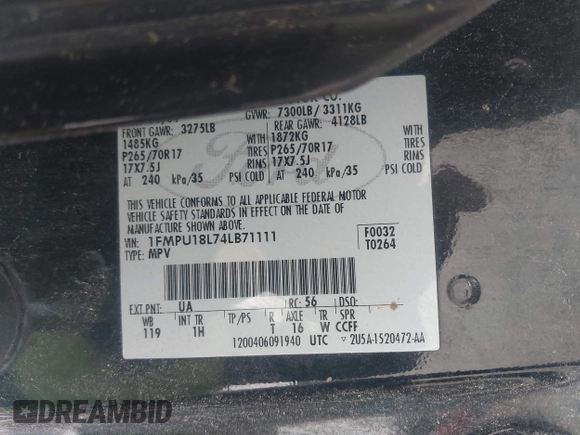 MOTOR CO.
GVWR: 7300LB / 3311KG
FRONT GAWR: 3275LB REAR GAWR: 4128LB
1485KG WITH 1872KG WITH
P265/70R17 TIRES P265/70R17 TIRES
17X7.5J RIMS 17X7.5J RIMS
AT 240 kPa/35 PSI COLD AT 240 kPa/35 PSI COLD
Ford
THIS VEHICLE CONFORMS TO ALL APPLICABLE FEDERAL MOTOR
VEHICLE SAFETY STANDARDS IN EFFECT ON THE DATE OF
MANUFACTURE SHOWN ABOVE.
VIN: 1FMPU18L74LB71111 F0032
TYPE: MPV T0264
EXT PNT: UA RC: 56 DSO:
WB INT TR TP/PS R AXLE TR SPR
119 1H T 16 W CCFF
1200406091940 UTC ▽ 2U5A-1520472-AA
DREAMBID